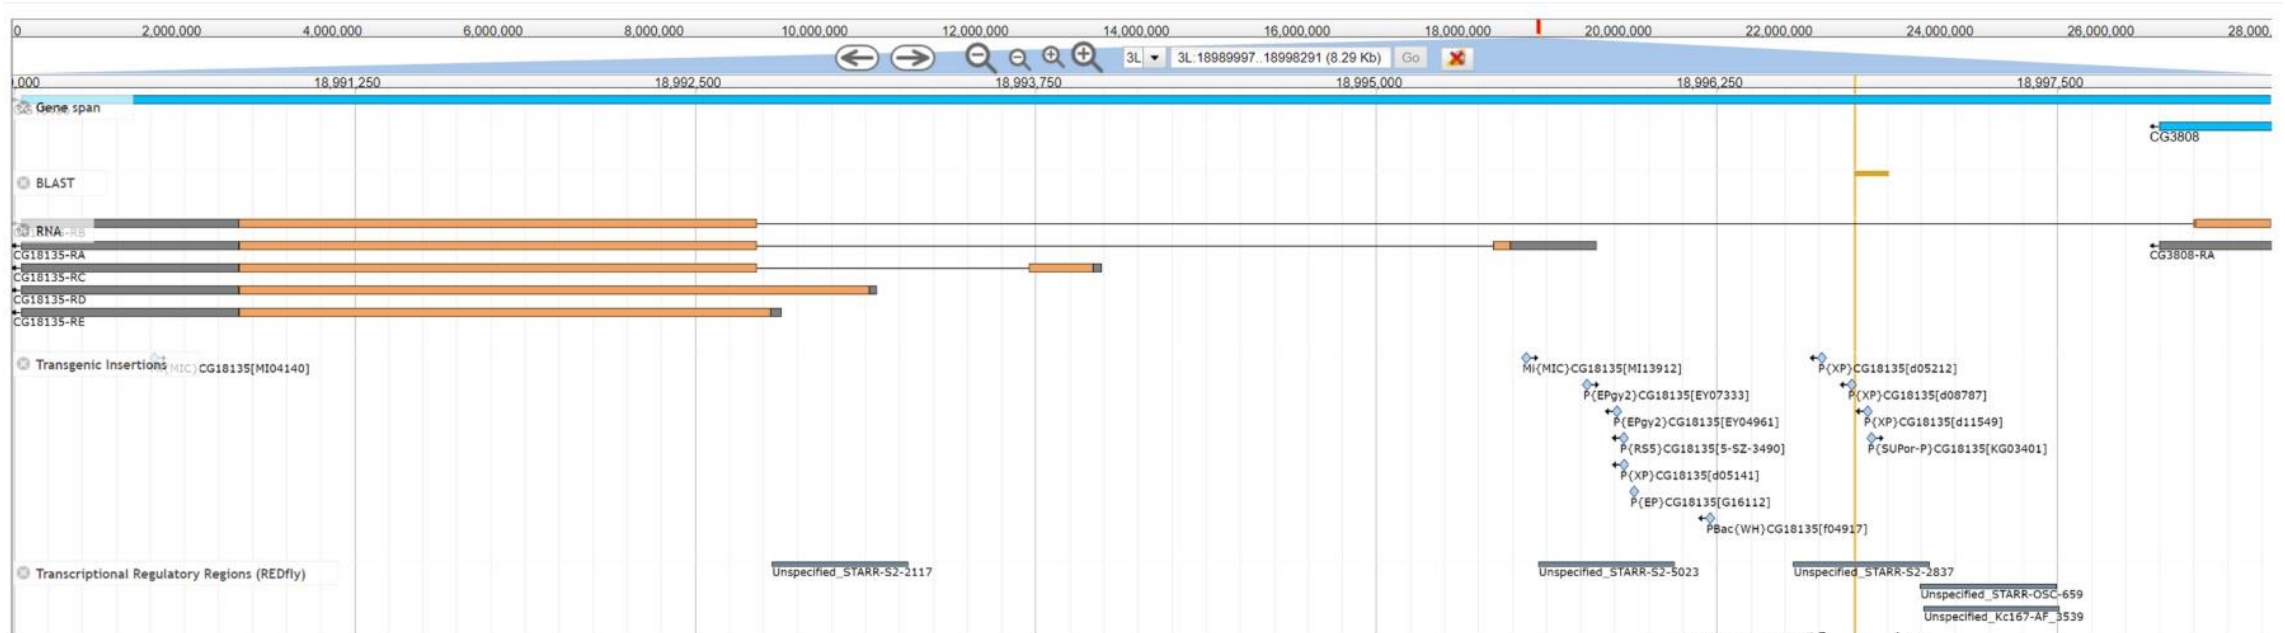 0 2,000,000 4,000,000 6,000,000 8,000,000 10,000,000 12,000,000 14,000,000 16,000,000 18,000,000 20,000,000 22,000,000 24,000,000 26,000,000 28,000,
3L 3L:18989997..18998291 (8.29 Kb) Go
,000 18,991,250 18,992,500 18,993,750 18,995,000 18,996,250 18,997,500
Gene span
CG3808
BLAST
RNA
CG18135-RA CG3808-RA
CG18135-RC
CG18135-RD
CG18135-RE
Transgenic Insertions
{MIC}CG18135[MI04140] Mi{MIC}CG18135[MI13912] P{XP}CG18135[d05212]
P{EPgy2}CG18135[EY07333] P{XP}CG18135[d08787]
P{EPgy2}CG18135[EY04961] P{XP}CG18135[d11549]
P{RS5}CG18135[5-SZ-3490] P{SUPor-P}CG18135[KG03401]
P{XP}CG18135[d05141]
P{EP}CG18135[G16112]
PBac{WH}CG18135[f04917]
Transcriptional Regulatory Regions (REDfly)
Unspecified_STARR-S2-2117 Unspecified_STARR-S2-5023 Unspecified_STARR-S2-2837
Unspecified_STARR-OSC-659
Unspecified_Kc167-AF_3539